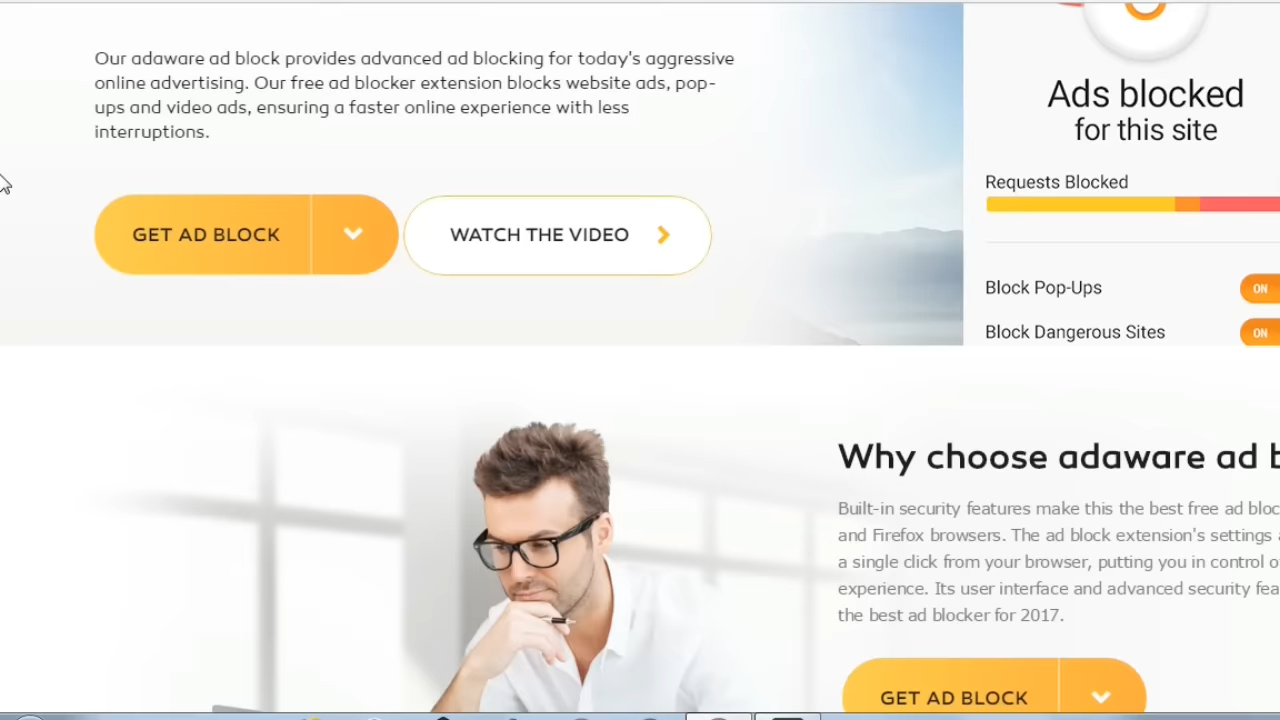 Our adaware ad block provides advanced ad blocking for today's aggressive
online advertising. Our free ad blocker extension blocks website ads, pop-
ups and video ads, ensuring a faster online experience with less
interruptions.
GET AD BLOCK
WATCH THE VIDEO
Ads blocked
for this site
Requests Blocked
Block Pop-Ups
ON
Block Dangerous Sites
ON
Why choose adaware ad
Built-in security features make this the best free ad
and Firefox browsers. The ad block extension's settings
a single click from your browser, putting you in control
experience. Its user interface and advanced security
the best ad blocker for 2017.
GET AD BLOCK